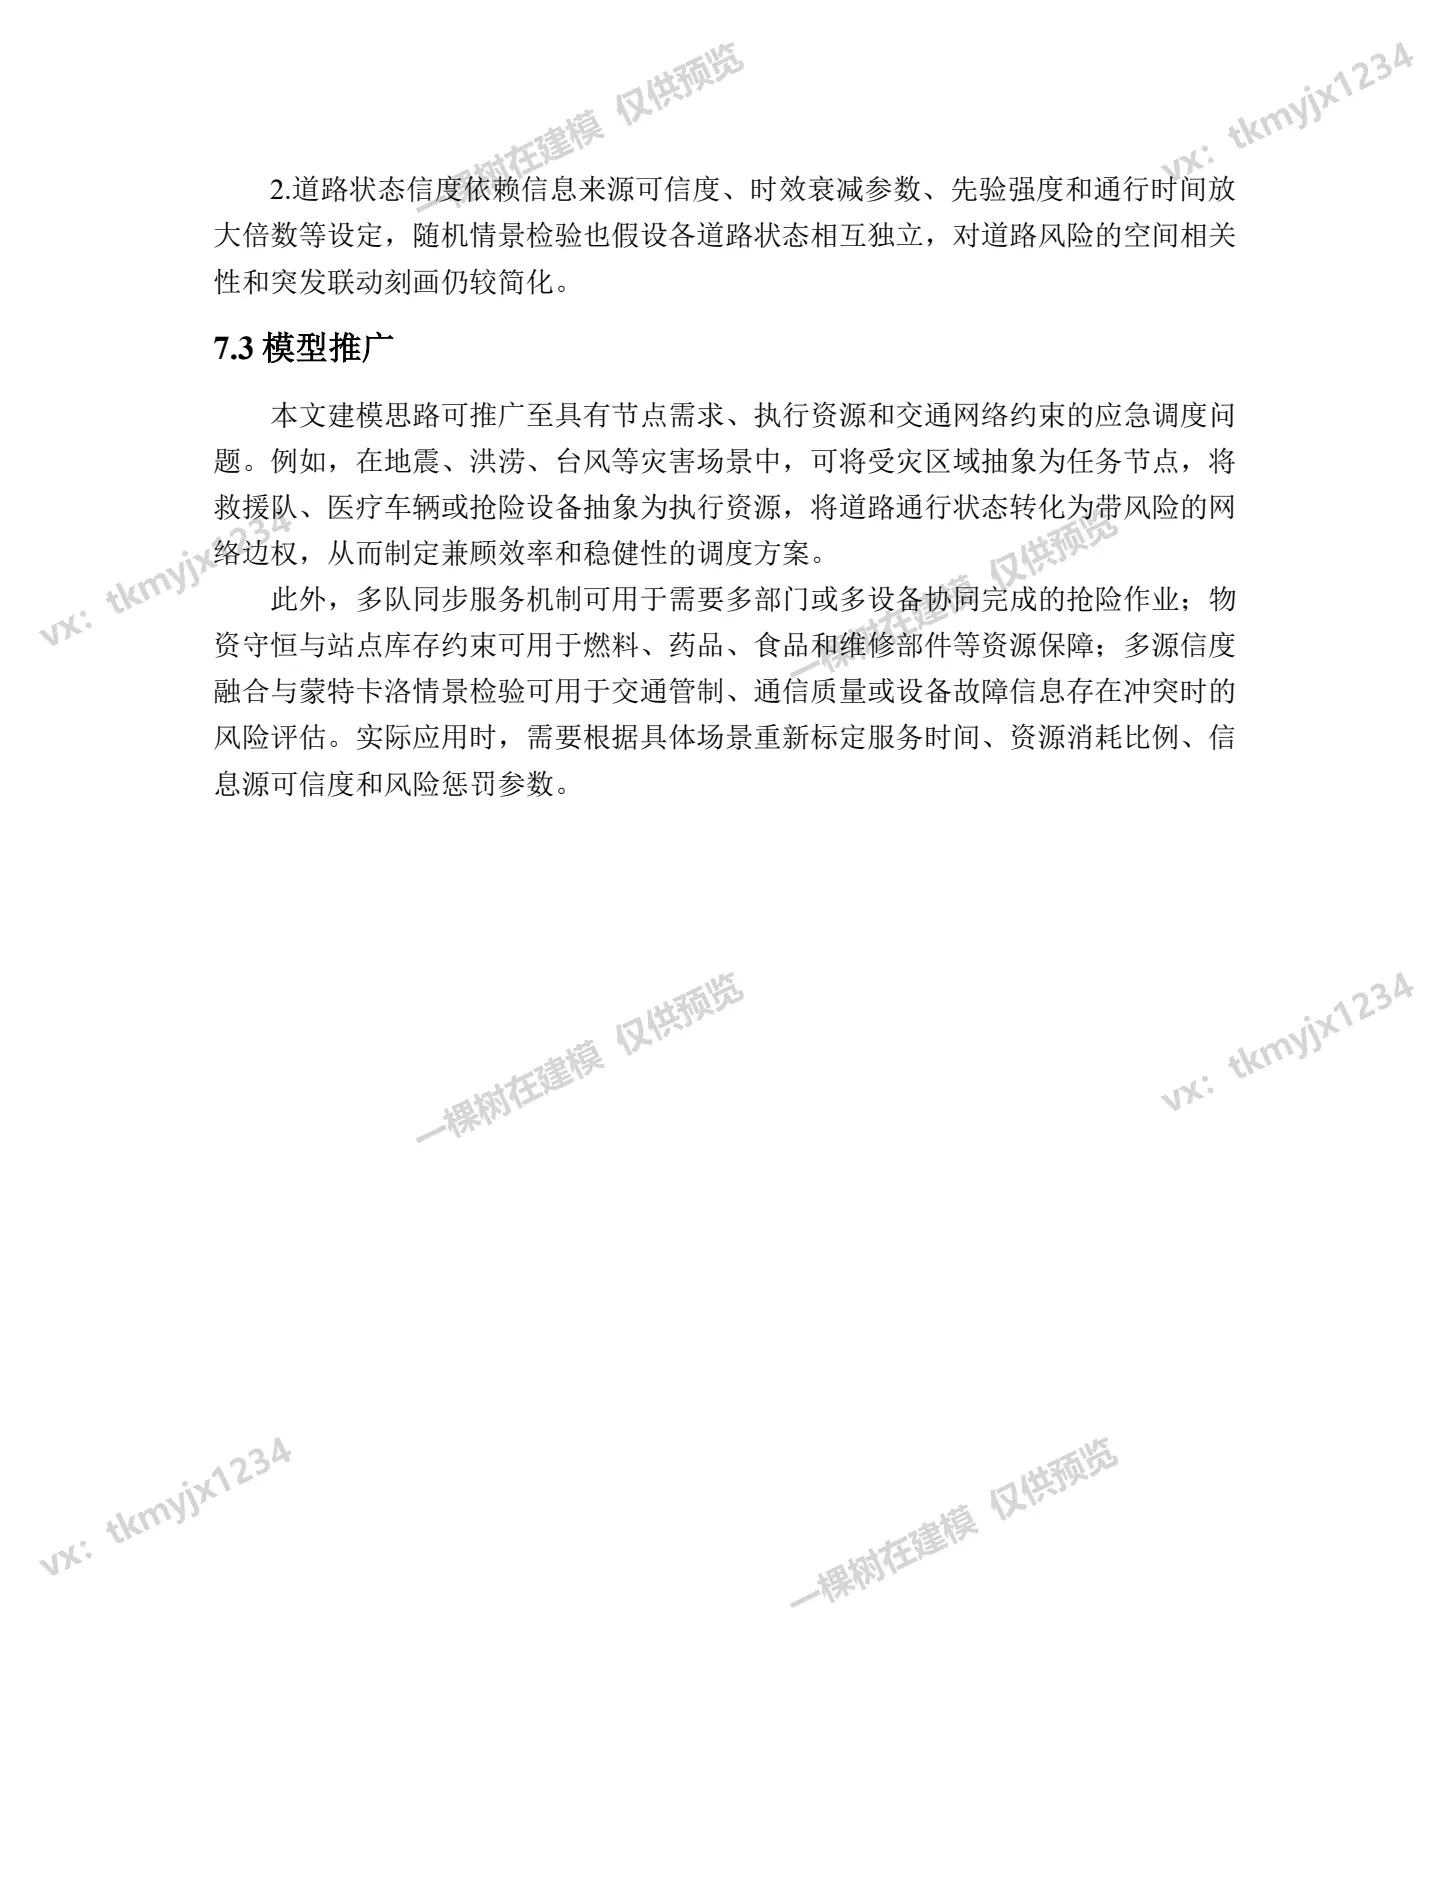 一棵树在建模 仅供预览
vx: tkmyjx1234
2.道路状态信度依赖信息来源可信度、时效衰减参数、先验强度和通行时间放
大倍数等设定，随机情景检验也假设各道路状态相互独立，对道路风险的空间相关
性和突发联动刻画仍较简化。
7.3 模型推广
本文建模思路可推广至具有节点需求、执行资源和交通网络约束的应急调度问
题。例如，在地震、洪涝、台风等灾害场景中，可将受灾区域抽象为任务节点，将
救援队、医疗车辆或抢险设备抽象为执行资源，将道路通行状态转化为带风险的网
络边权，从而制定兼顾效率和稳健性的调度方案。
vx: tkmyjx1234
一棵树在建模 仅供预览
此外，多队同步服务机制可用于需要多部门或多设备协同完成的抢险作业；物
资守恒与站点库存约束可用于燃料、药品、食品和维修部件等资源保障；多源信度
融合与蒙特卡洛情景检验可用于交通管制、通信质量或设备故障信息存在冲突时的
风险评估。实际应用时，需要根据具体场景重新标定服务时间、资源消耗比例、信
息源可信度和风险惩罚参数。
一棵树在建模 仅供预览
vx: tkmyjx1234
vx: tkmyjx1234
一棵树在建模 仅供预览